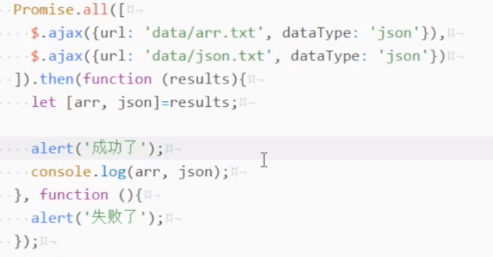 Promise.all([
$.ajax({url: 'data/arr.txt', dataType: 'json'}),
$.ajax({url: 'data/json.txt', dataType: 'json'})
]).then(function (results){
let [arr, json]=results;
alert('成功了');
console.log(arr, json);
}, function (){
alert('失败了');
});